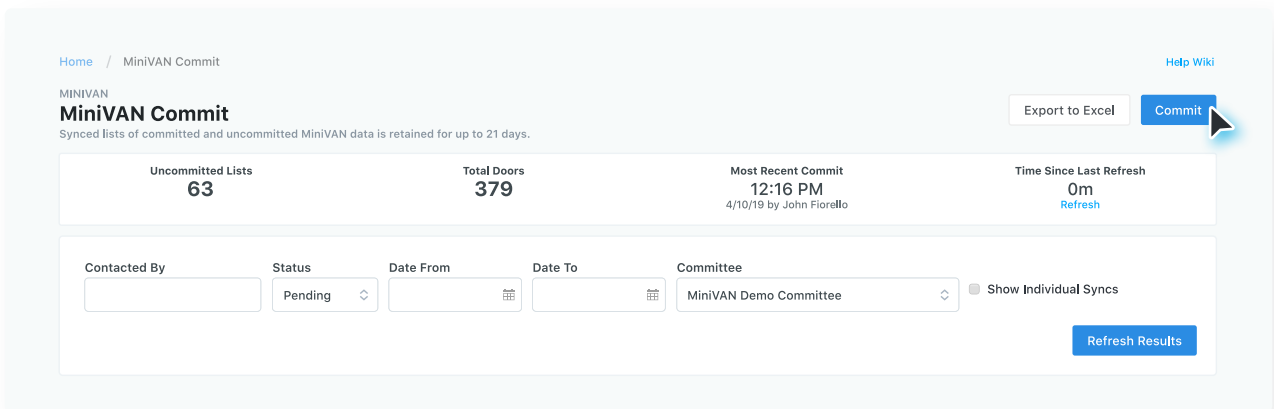 Home / MiniVAN Commit
Help Wiki
MINIVAN
MiniVAN Commit
Export to Excel
Commit
Synced lists of committed and uncommitted MiniVAN data is retained for up to 21 days.
Uncommitted Lists
63
Total Doors
379
Most Recent Commit
12:16 PM
4/10/19 by John Fiorello
Time Since Last Refresh
0m
Refresh
Contacted By
Status
Pending
Date From
Date To
Committee
MiniVAN Demo Committee
Show Individual Syncs
Refresh Results